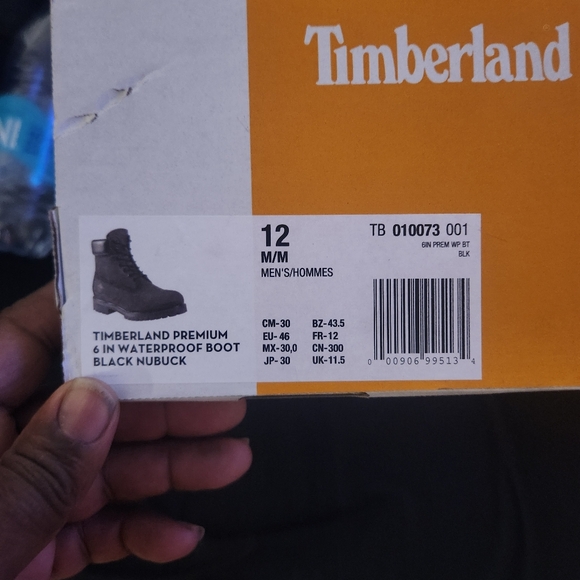 Timberland
IN
12
M/M
MEN'S/HOMMES
TB 010073 001
6IN PREM WP BT
BLK
TIMBERLAND PREMIUM
6 IN WATERPROOF BOOT
BLACK NUBUCK
CM-30 BZ-43.5
EU- 46 FR-12
MX-30,0 CN-300
JP- 30 UK-11.5
0 00906 99513 4